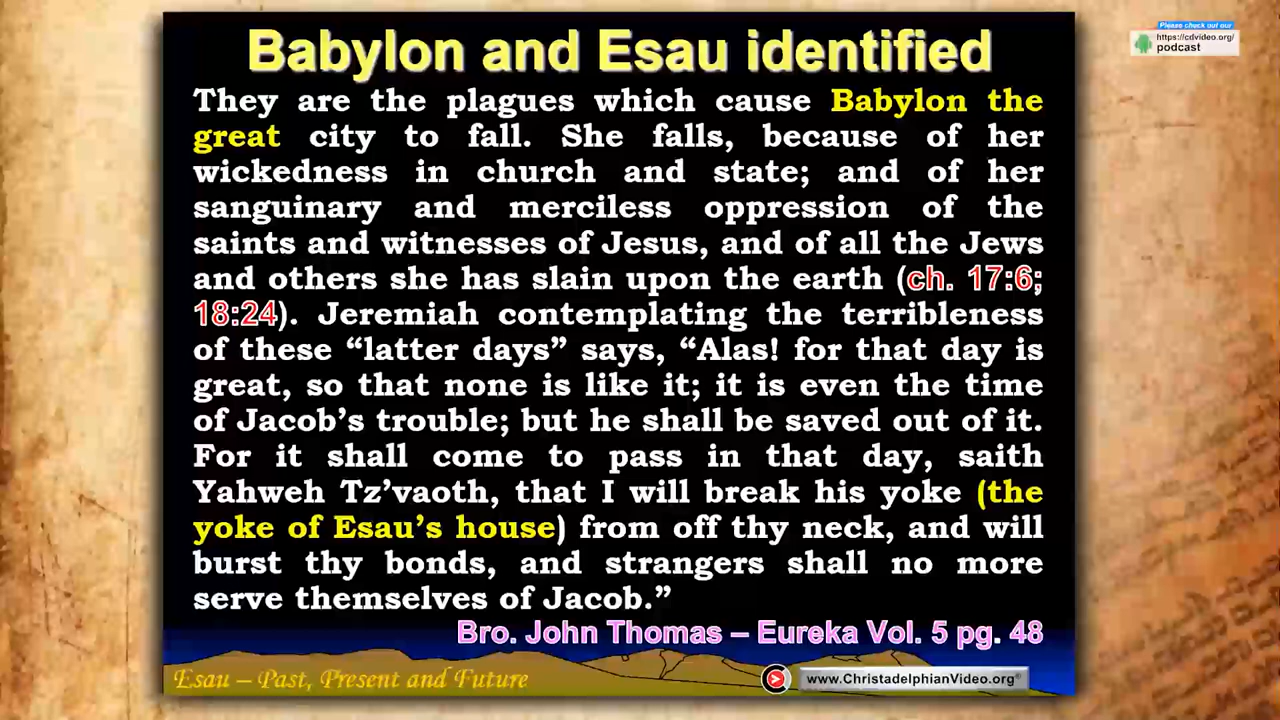 Babylon and Esau identified
Please check out our
https://cdvideo.org/
podcast
They are the plagues which cause Babylon the
great city to fall. She falls, because of her
wickedness in church and state; and of her
sanguinary and merciless oppression of the
saints and witnesses of Jesus, and of all the Jews
and others she has slain upon the earth (ch. 17:6;
18:24). Jeremiah contemplating the terribleness
of these “latter days” says, “Alas! for that day is
great, so that none is like it; it is even the time
of Jacob’s trouble; but he shall be saved out of it.
For it shall come to pass in that day, saith
Yahweh Tz’vaoth, that I will break his yoke (the
yoke of Esau’s house) from off thy neck, and will
burst thy bonds, and strangers shall no more
serve themselves of Jacob.”
Bro. John Thomas – Eureka Vol. 5 pg. 48
Esau – Past, Present and Future
www.ChristadelphianVideo.org®